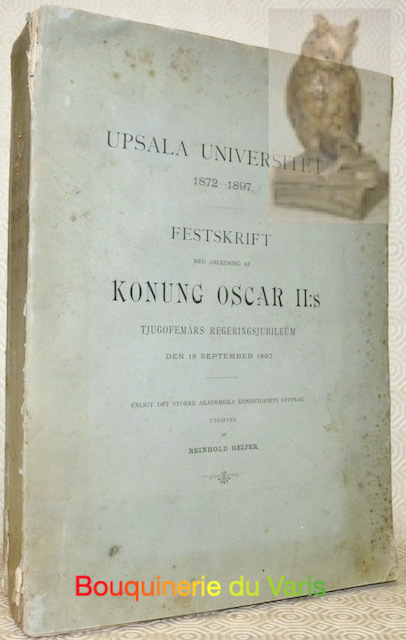 UPSALA UNIVERSITET
1872–1897
FESTSKRIFT
MED ANLEDNING AF
KONUNG OSCAR II:s
TJUGOFEMÅRS REGERINGSJUBILEUM
DEN 18 SEPTEMBER 1897
ENLIGT DET STÖRRE AKADEMISKA KONSISTORIETS UPPDRAG
UTGIFVEN
AF
REINHOLD GEIJER.
Bouquinerie du Varis